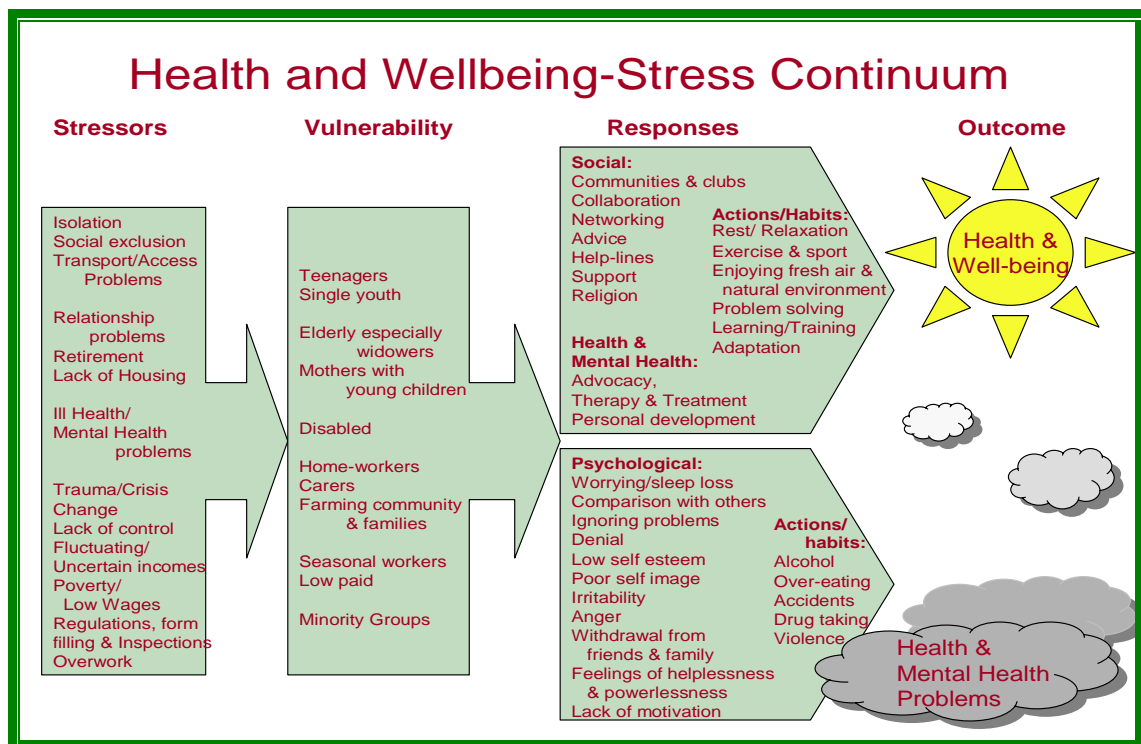 Health and Wellbeing-Stress Continuum
Stressors
Vulnerability
Responses
Outcome
Isolation
Social exclusion
Transport/Access
Problems
Relationship
problems
Retirement
Lack of Housing
Ill Health/
Mental Health
problems
Trauma/Crisis
Change
Lack of control
Fluctuating/
Uncertain incomes
Poverty/
Low Wages
Regulations, form
filling & Inspections
Overwork
Teenagers
Single youth
Elderly especially
widowers
Mothers with
young children
Disabled
Home-workers
Carers
Farming community
& families
Seasonal workers
Low paid
Minority Groups
Social:
Communities & clubs
Collaboration
Networking
Advice
Help-lines
Support
Religion
Health &
Mental Health:
Advocacy,
Therapy & Treatment
Personal development
Actions/Habits:
Rest/ Relaxation
Exercise & sport
Enjoying fresh air &
natural environment
Problem solving
Learning/Training
Adaptation
Psychological:
Worrying/sleep loss
Comparison with others
Ignoring problems
Denial
Low self esteem
Poor self image
Irritability
Anger
Withdrawal from
friends & family
Feelings of helplessness
& powerlessness
Lack of motivation
Actions/
habits:
Alcohol
Over-eating
Accidents
Drug taking
Violence
Health &
Well-being
Health &
Mental Health
Problems